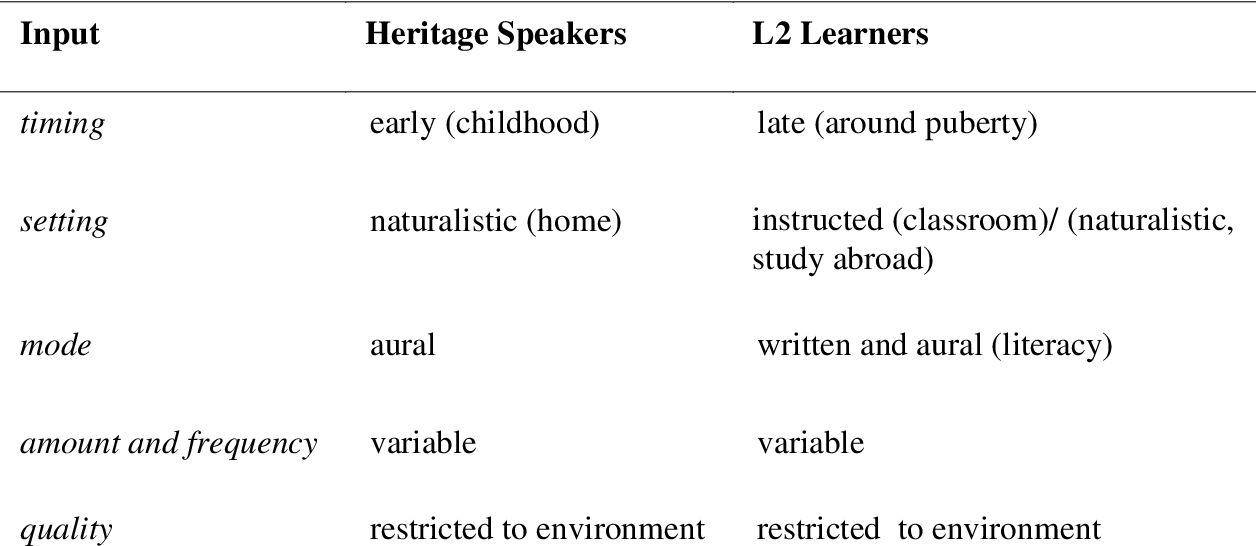 Input Heritage Speakers L2 Learners
timing early (childhood) late (around puberty)
setting naturalistic (home) instructed (classroom)/ (naturalistic,
study abroad)
mode aural written and aural (literacy)
amount and frequency variable variable
quality restricted to environment restricted to environment